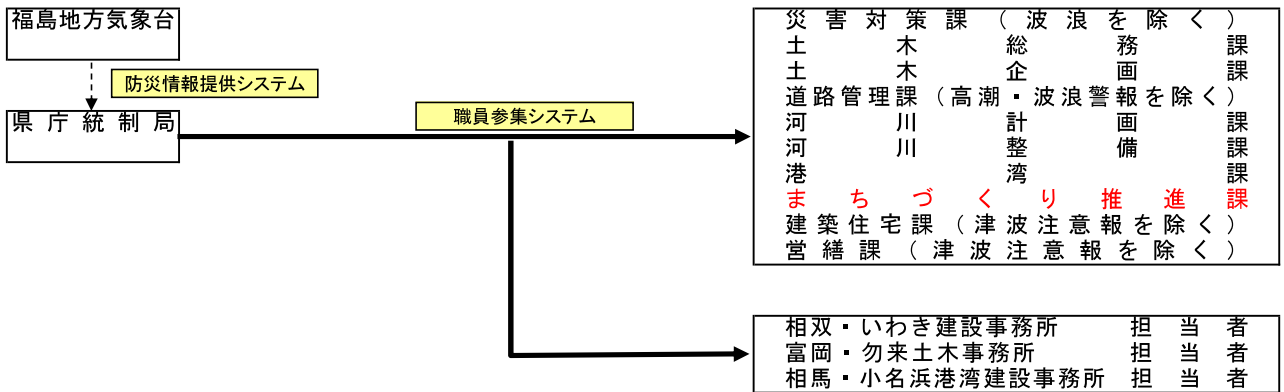 福島地方気象台
防災情報提供システム
県庁統制局
職員参集システム
災害対策課（波浪を除く）
土木総務課
土木企画課
道路管理課（高潮・波浪警報を除く）
河川計画課
河川整備課
港湾課
まちづくり推進課
建築住宅課（津波注意報を除く）
営繕課（津波注意報を除く）
相双・いわき建設事務所 担当者
富岡・勿来土木事務所 担当者
相馬・小名浜港湾建設事務所 担当者